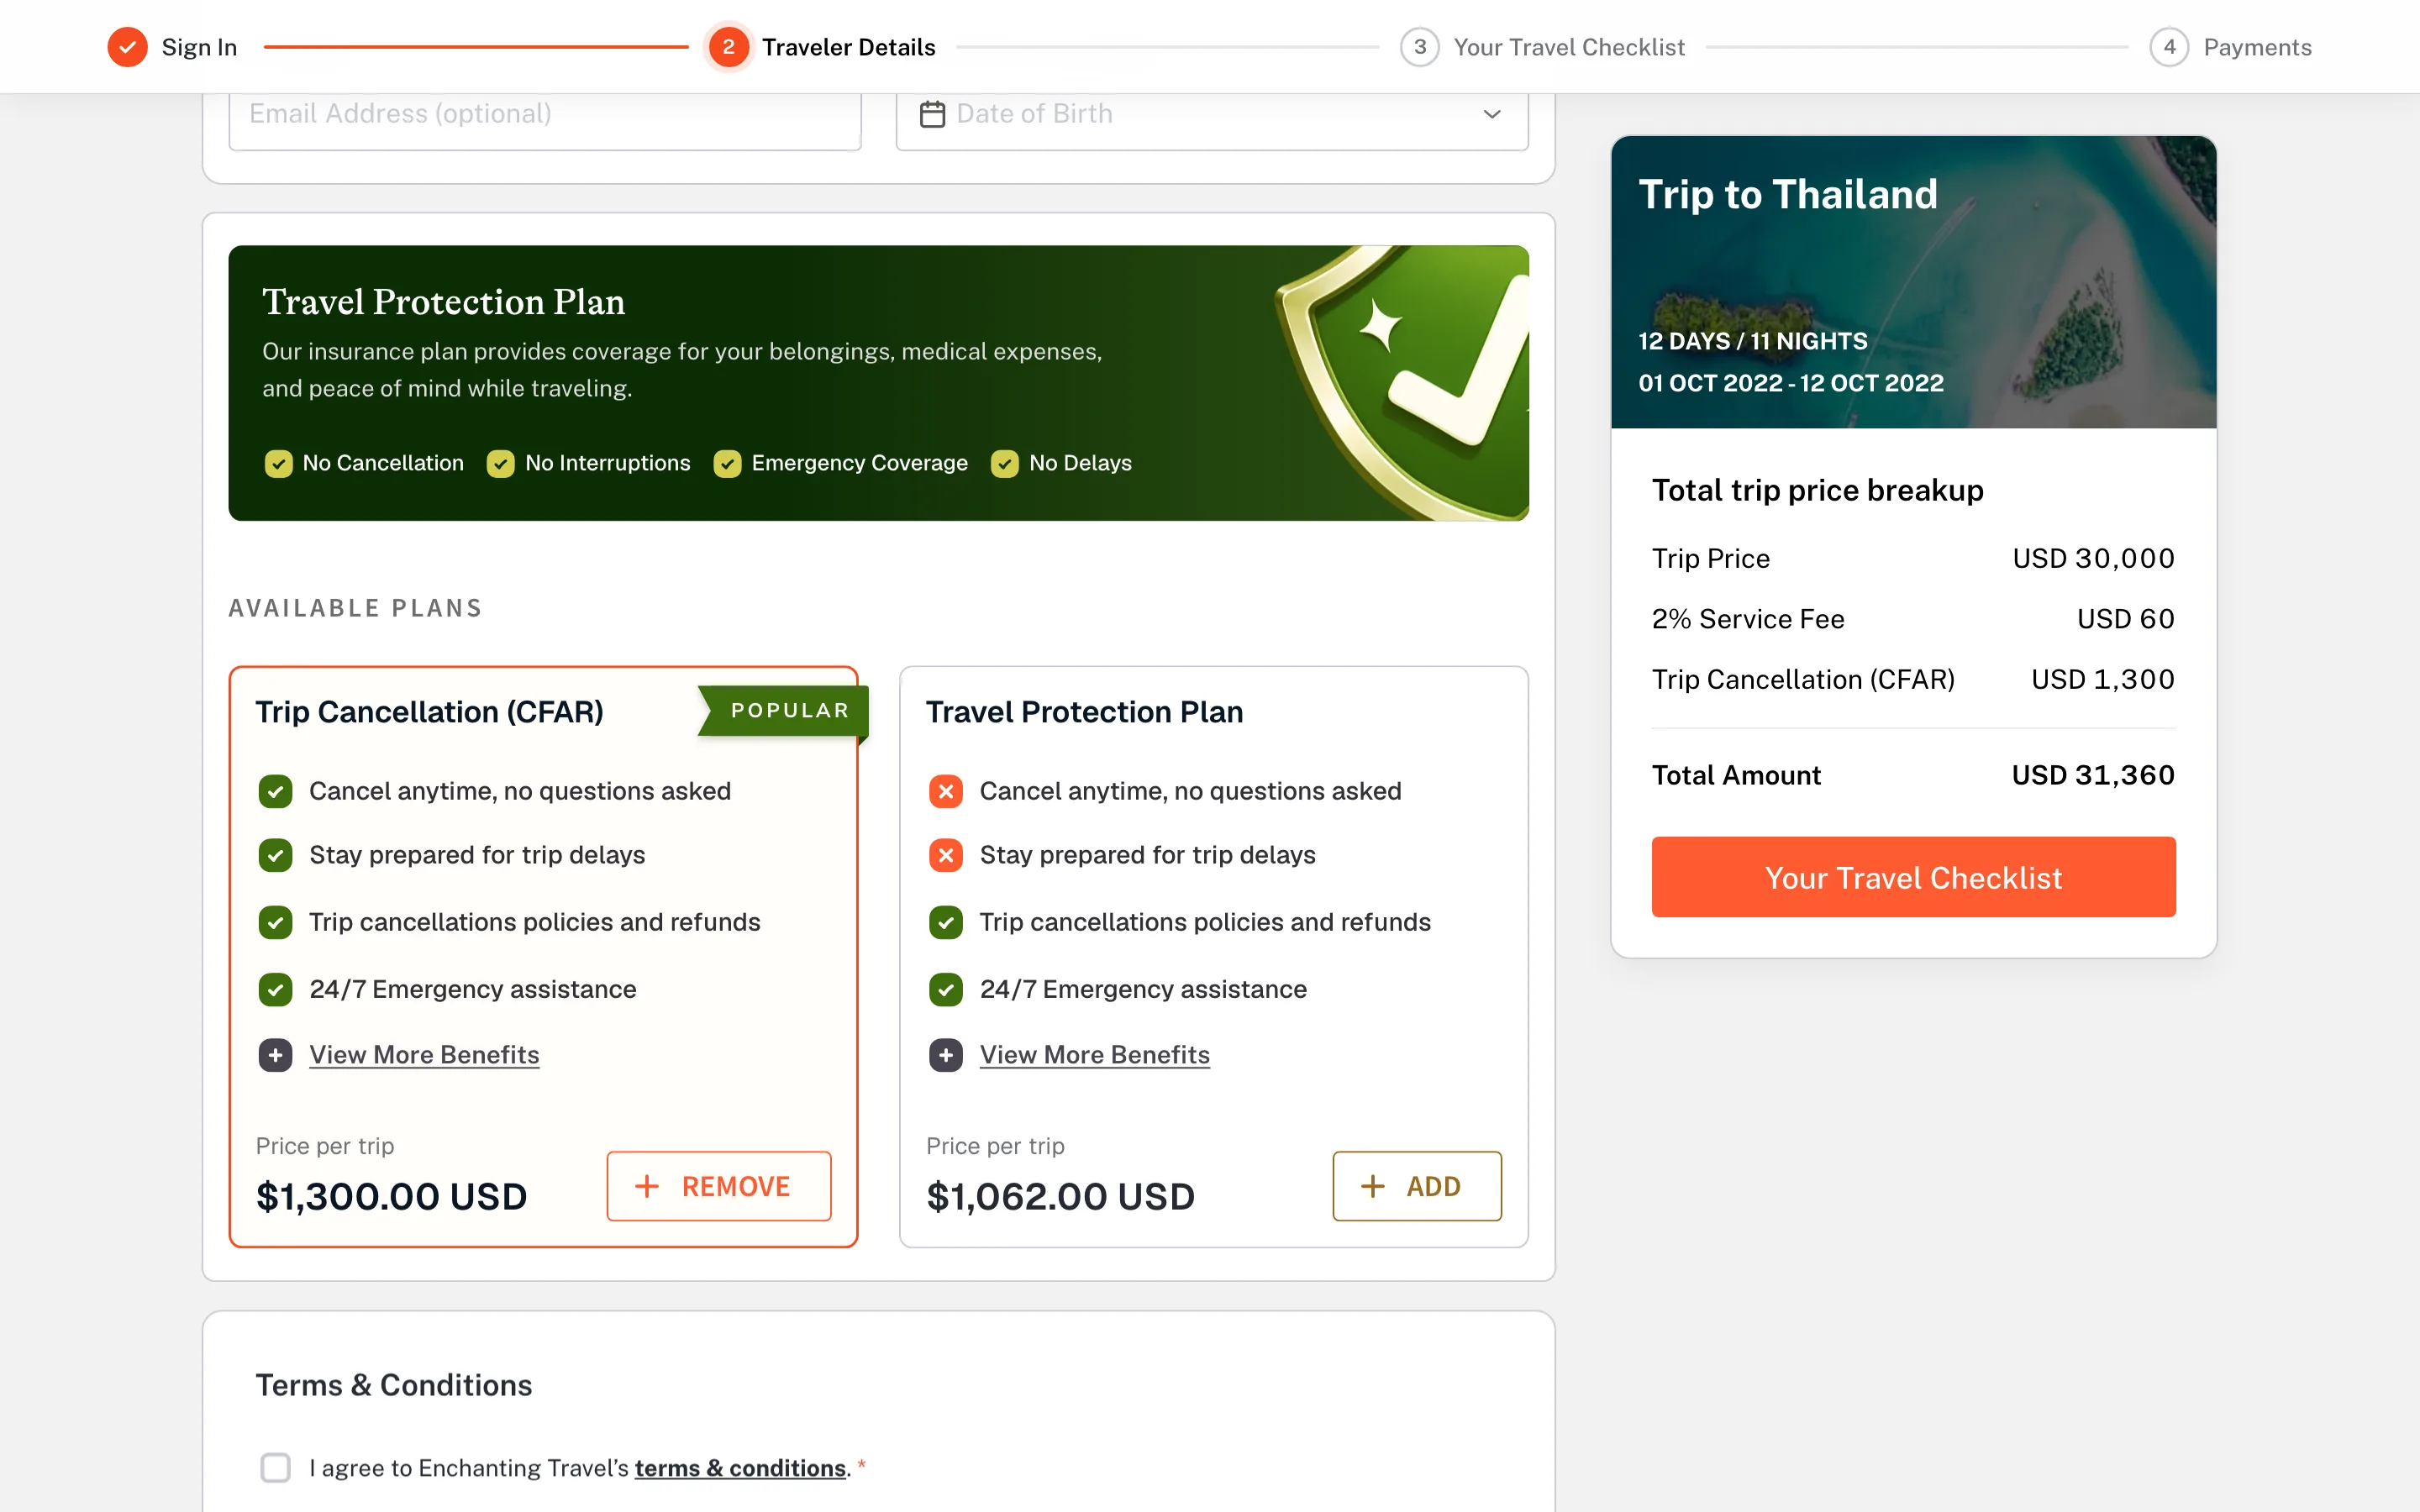 Sign In
2 Traveler Details
3 Your Travel Checklist
4 Payments
Email Address (optional)
Date of Birth
Travel Protection Plan
Our insurance plan provides coverage for your belongings, medical expenses,
and peace of mind while traveling.
No Cancellation No Interruptions Emergency Coverage No Delays
AVAILABLE PLANS
Trip Cancellation (CFAR)
POPULAR
Cancel anytime, no questions asked
Stay prepared for trip delays
Trip cancellations policies and refunds
24/7 Emergency assistance
View More Benefits
Price per trip
$1,300.00 USD
+ REMOVE
Travel Protection Plan
Cancel anytime, no questions asked
Stay prepared for trip delays
Trip cancellations policies and refunds
24/7 Emergency assistance
View More Benefits
Price per trip
$1,062.00 USD
+ ADD
Terms & Conditions
I agree to Enchanting Travel’s terms & conditions. *
Trip to Thailand
12 DAYS / 11 NIGHTS
01 OCT 2022 - 12 OCT 2022
Total trip price breakup
Trip Price USD 30,000
2% Service Fee USD 60
Trip Cancellation (CFAR) USD 1,300
Total Amount USD 31,360
Your Travel Checklist